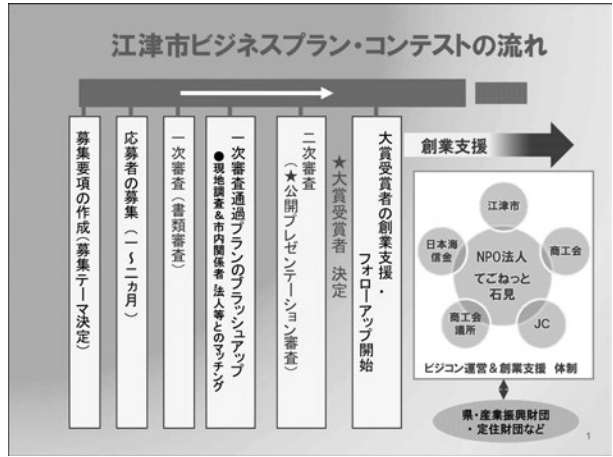 江津市ビジネスプラン・コンテストの流れ
募集要項の作成(募集テーマ決定)
応募者の募集(一～二ヵ月)
一次審査(書類審査)
一次審査通過プランのブラッシュアップ
●現地調査&市内関係者、法人等とのマッチング
二次審査
(★公開プレゼンテーション審査)
★大賞受賞者 決定
大賞受賞者の創業支援・
フォローアップ開始
創業支援
江津市
日本海
信金
商工会
NPO法人
てごねっと
石見
商工会
議所
JC
ビジコン運営&創業支援 体制
県・産業振興財団
・定住財団など
1